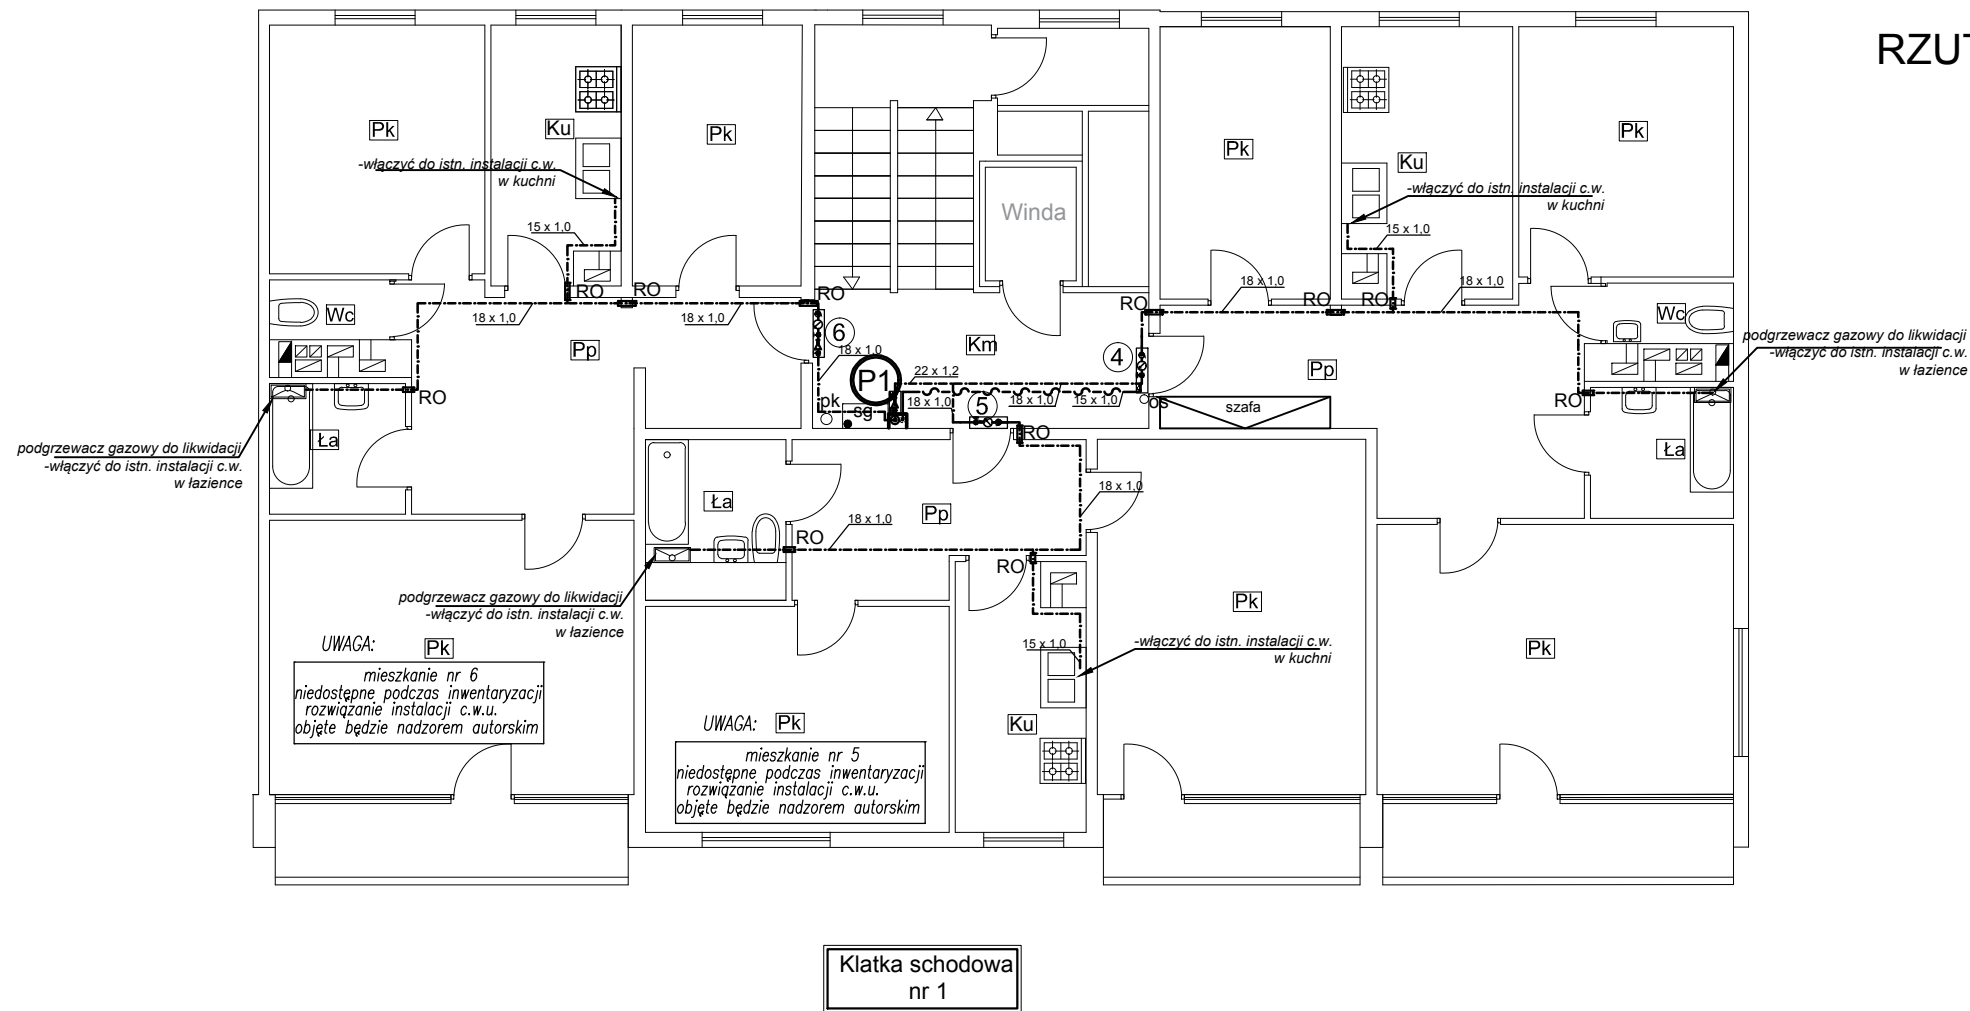 RZUT
Pk
Ku
Pk
Pk
Ku
Pk
-włączyć do istn. instalacji c.w.
w kuchni
-włączyć do istn. instalacji c.w.
w kuchni
Winda
15 x 1,0
15 x 1,0
RO
RO
RO
RO
RO
RO
18 x 1,0
18 x 1,0
18 x 1,0
18 x 1,0
Wc
Wc
Pp
6
18 x 1,0
Km
4
Pp
podgrzewacz gazowy do likwidacji
-włączyć do istn. instalacji c.w.
w łazience
P1
22 x 1,2
pk
sg
18 x 1,0
5
18 x 1,0
15 x 1,0
os
szafa
RO
RO
RO
podgrzewacz gazowy do likwidacji
-włączyć do istn. instalacji c.w.
w łazience
Ła
Ła
Ła
18 x 1,0
18 x 1,0
Pp
RO
RO
podgrzewacz gazowy do likwidacji
-włączyć do istn. instalacji c.w.
w łazience
Pk
15 x 1,0
-włączyć do istn. instalacji c.w.
w kuchni
Pk
UWAGA:
Pk
mieszkanie nr 6
niedostępne podczas inwentaryzacji
rozwiązanie instalacji c.w.u.
objęte będzie nadzorem autorskim
UWAGA:
Pk
Ku
mieszkanie nr 5
niedostępne podczas inwentaryzacji
rozwiązanie instalacji c.w.u.
objęte będzie nadzorem autorskim
Klatka schodowa
nr 1